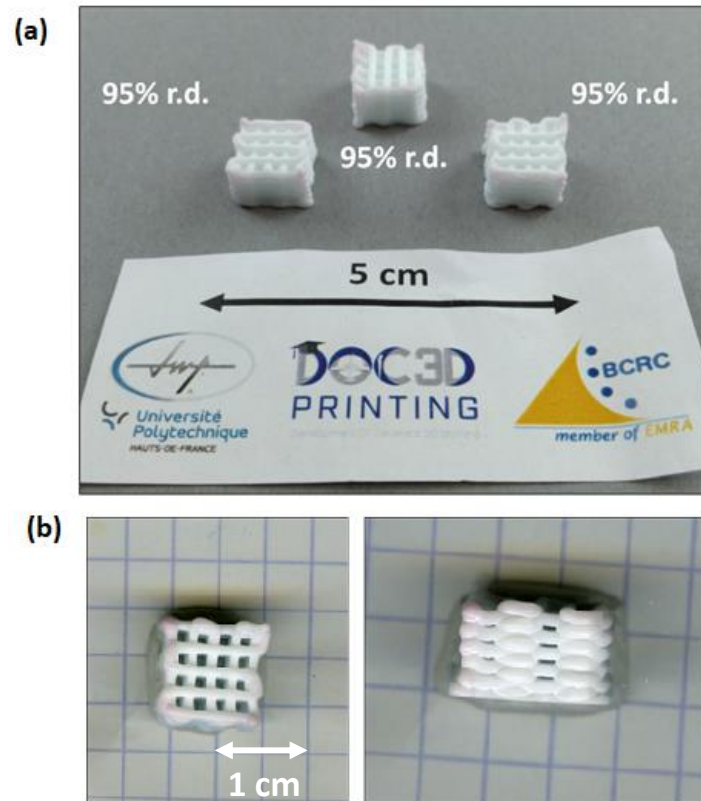 (a)
95% r.d.
95% r.d.
95% r.d.
5 cm
Université
Polytechnique
HAUTS-DE-FRANCE
DOC3D
PRINTING
BCRC
member of EMRA
(b)
1 cm